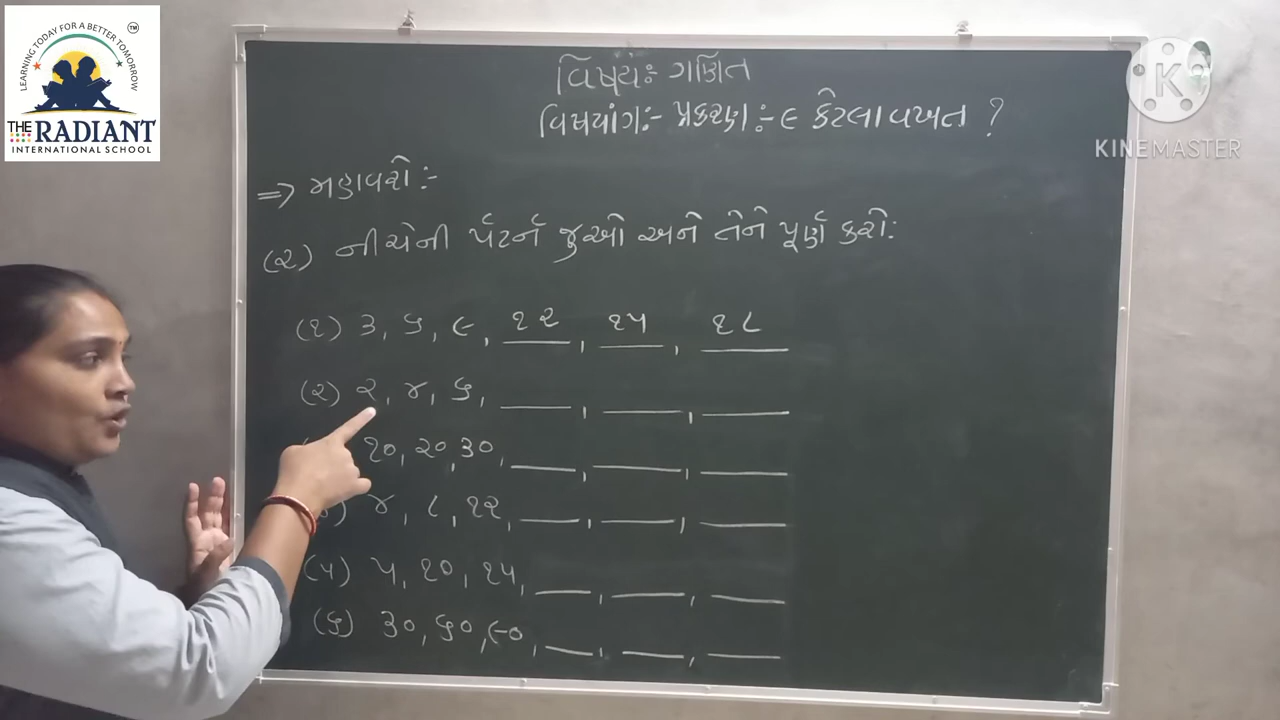 LEARNING TODAY FOR A BETTER TOMORROW
TM
THE RADIANT
INTERNATIONAL SCHOOL
K
KINEMASTER
વિષય:- ગણિત
વિષયાંગ:- પ્રકરણ:-૯ કેટલા વખત ?
⇒ મહાવરો:-
(૨) નીચેની પેટર્ન જુઓ અને તેને પૂર્ણ કરો:
(૧) ૩, ૬, ૯, ૧૨, ૧૫, ૧૮
(૨) ૨, ૪, ૬, ___, ___, ___
૧૦, ૨૦, ૩૦, ___, ___, ___
) ૪, ૮, ૧૨, ___, ___, ___
(૫) ૫, ૧૦, ૧૫, ___, ___, ___
(૬) ૩૦, ૬૦, ૯૦, ___, ___, ___